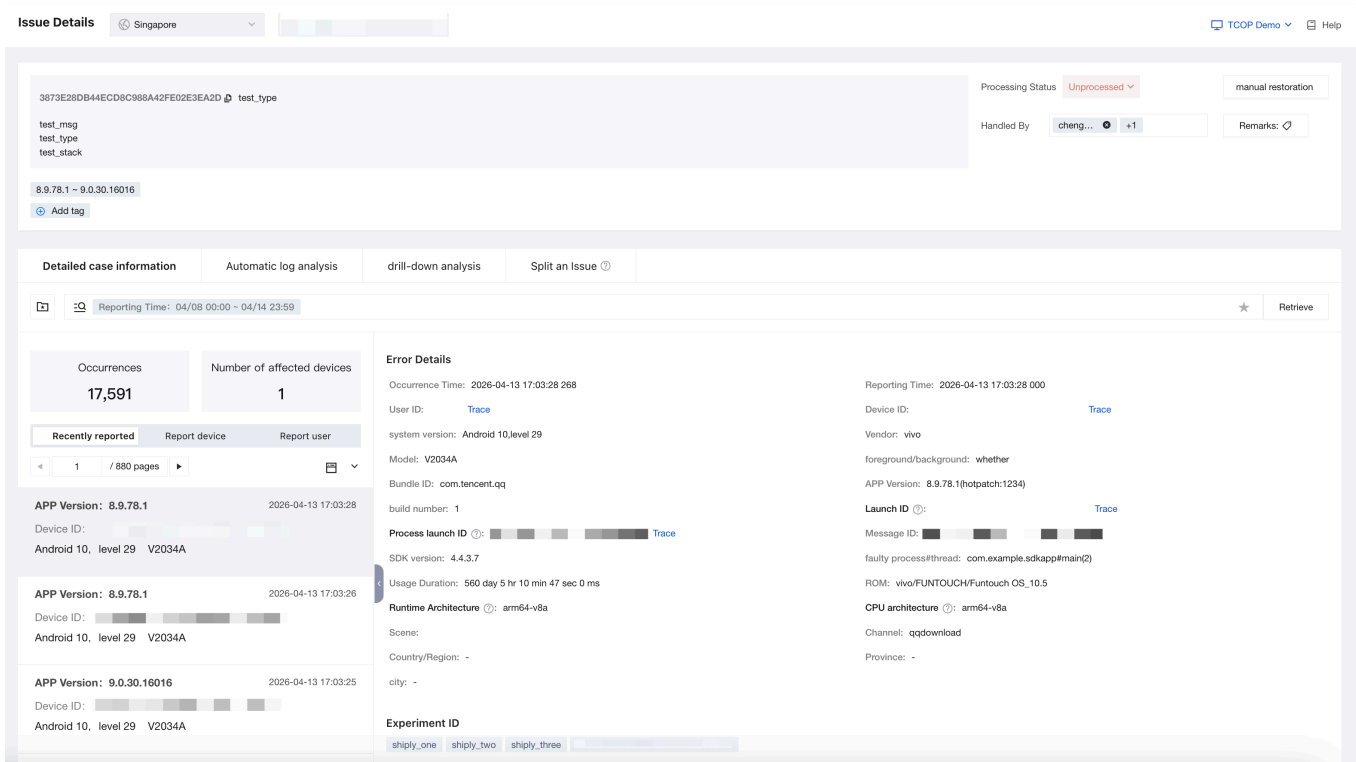 Issue Details
Singapore
TCOP Demo
Help
3873E28DB44ECD8C988A42FE02E3EA2D test_type
test_msg
test_type
test_stack
Processing Status Unprocessed
manual restoration
Handled By cheng... +1
Remarks:
8.9.78.1 ~ 9.0.30.16016
Add tag
Detailed case information
Automatic log analysis
drill-down analysis
Split an Issue
Reporting Time: 04/08 00:00 ~ 04/14 23:59
Retrieve
Occurrences
17,591
Number of affected devices
1
Recently reported
Report device
Report user
1 / 880 pages
APP Version: 8.9.78.1 2026-04-13 17:03:28
Device ID:
Android 10, level 29 V2034A
APP Version: 8.9.78.1 2026-04-13 17:03:26
Device ID:
Android 10, level 29 V2034A
APP Version: 9.0.30.16016 2026-04-13 17:03:25
Device ID:
Android 10, level 29 V2034A
Error Details
Occurrence Time: 2026-04-13 17:03:28 268
Reporting Time: 2026-04-13 17:03:28 000
User ID: Trace
Device ID: Trace
system version: Android 10,level 29
Vendor: vivo
Model: V2034A
foreground/background: whether
Bundle ID: com.tencent.qq
APP Version: 8.9.78.1(hotpatch:1234)
build number: 1
Launch ID ?: Trace
Process launch ID ?: Trace
Message ID:
SDK version: 4.4.3.7
faulty process#thread: com.example.sdkapp#main(2)
Usage Duration: 560 day 5 hr 10 min 47 sec 0 ms
ROM: vivo/FUNTOUCH/Funtouch OS_10.5
Runtime Architecture ?: arm64-v8a
CPU architecture ?: arm64-v8a
Scene:
Channel: qqdownload
Country/Region: -
Province: -
city: -
Experiment ID
shiply_one shiply_two shiply_three